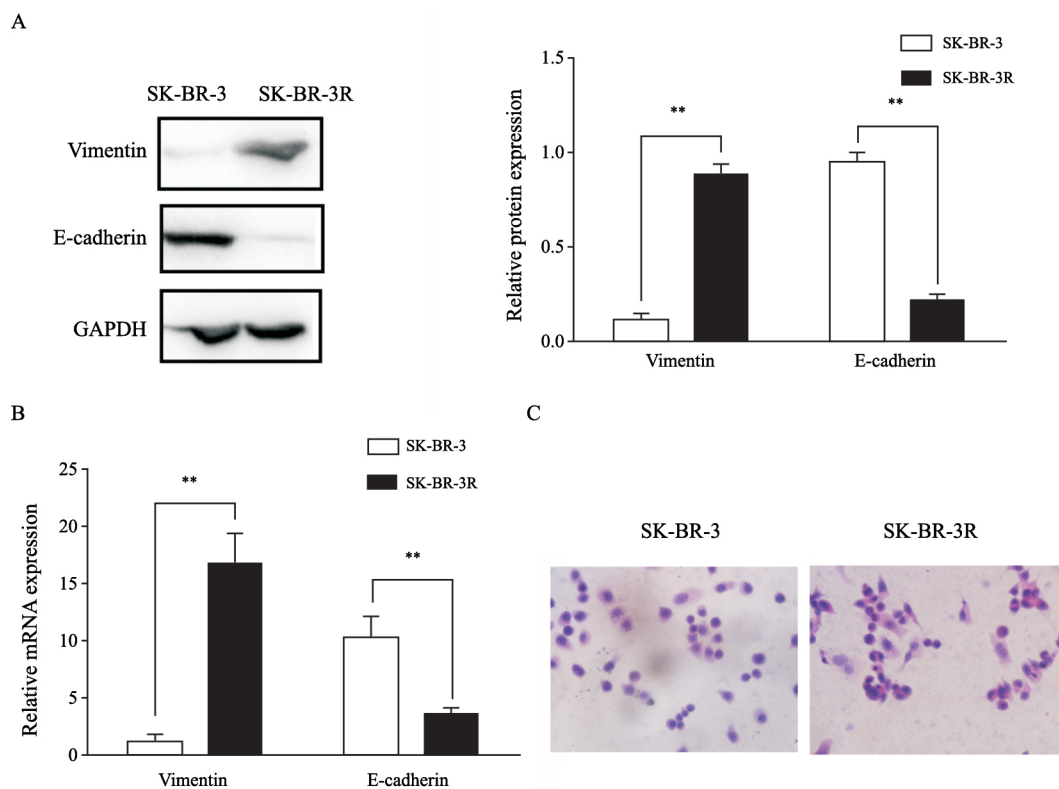 A
SK-BR-3 SK-BR-3R
Vimentin
E-cadherin
GAPDH
SK-BR-3
SK-BR-3R
Relative protein expression
1.5
1.0
0.5
0.0
**
**
Vimentin E-cadherin
B
SK-BR-3
SK-BR-3R
Relative mRNA expression
25
20
15
10
5
0
**
**
Vimentin E-cadherin
C
SK-BR-3 SK-BR-3R